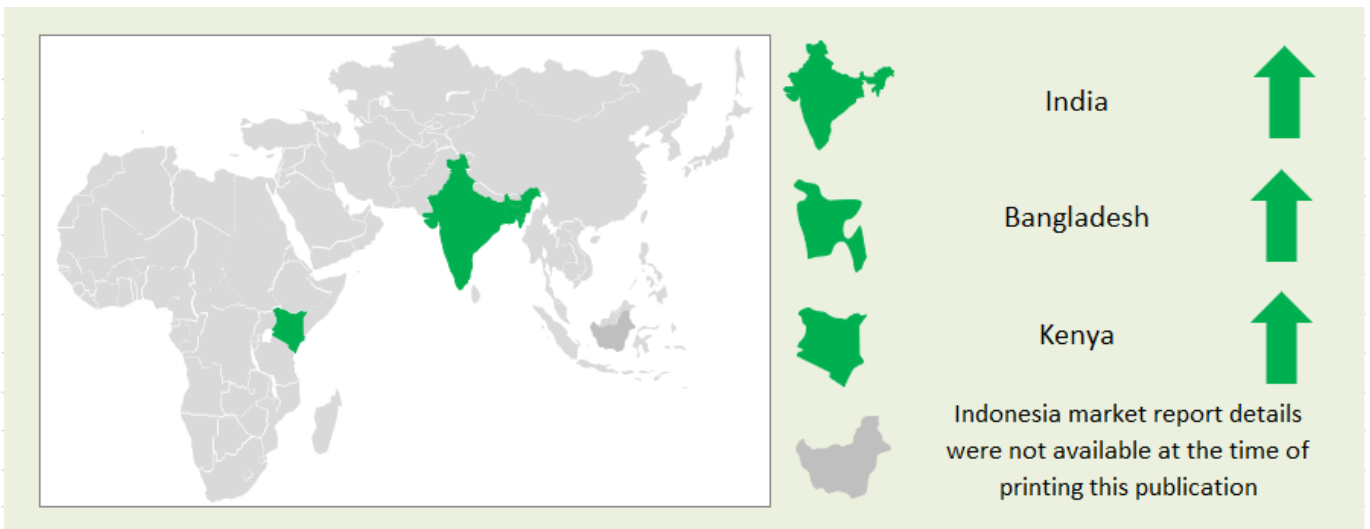 India
Bangladesh
Kenya
Indonesia market report details
were not available at the time of
printing this publication